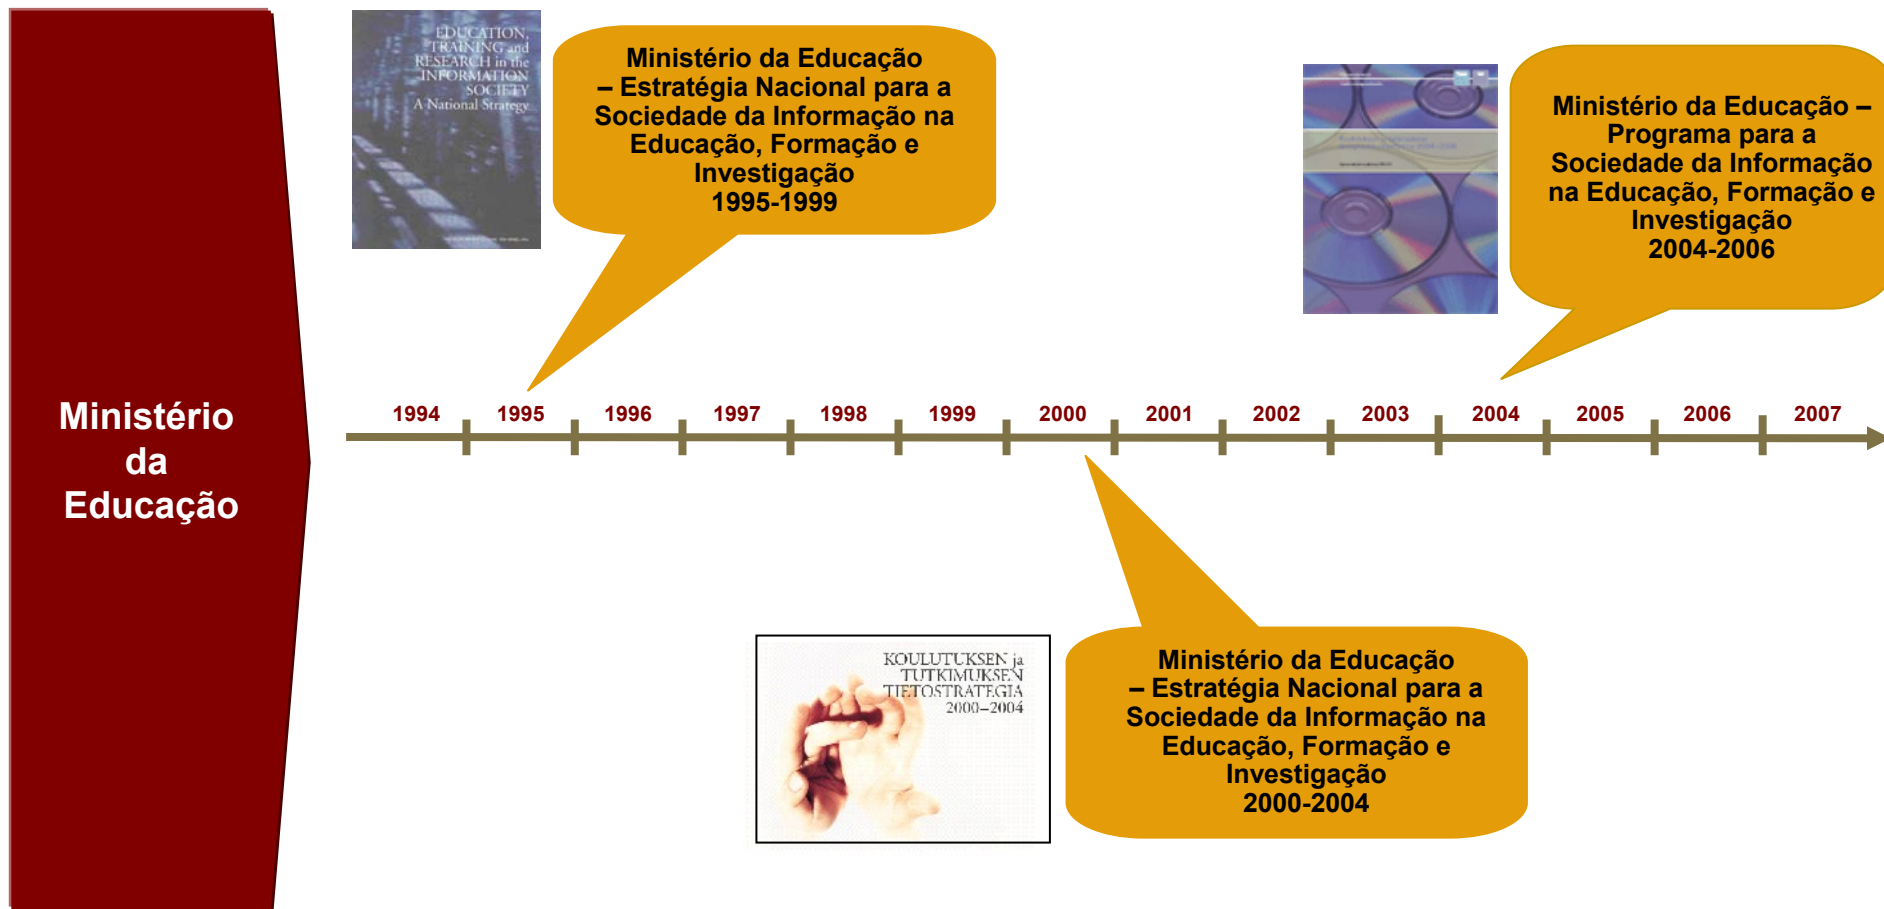 Ministério
da
Educação
EDUCATION,
TRAINING and
RESEARCH in the
INFORMATION
SOCIETY
A National Strategy
Ministério da Educação
– Estratégia Nacional para a
Sociedade da Informação na
Educação, Formação e
Investigação
1995-1999
Ministério da Educação –
Programa para a
Sociedade da Informação
na Educação, Formação e
Investigação
2004-2006
1994 1995 1996 1997 1998 1999 2000 2001 2002 2003 2004 2005 2006 2007
KOULUTUKSEN ja
TUTKIMUKSEN
TIETOSTRATEGIA
2000–2004
Ministério da Educação
– Estratégia Nacional para a
Sociedade da Informação na
Educação, Formação e
Investigação
2000-2004